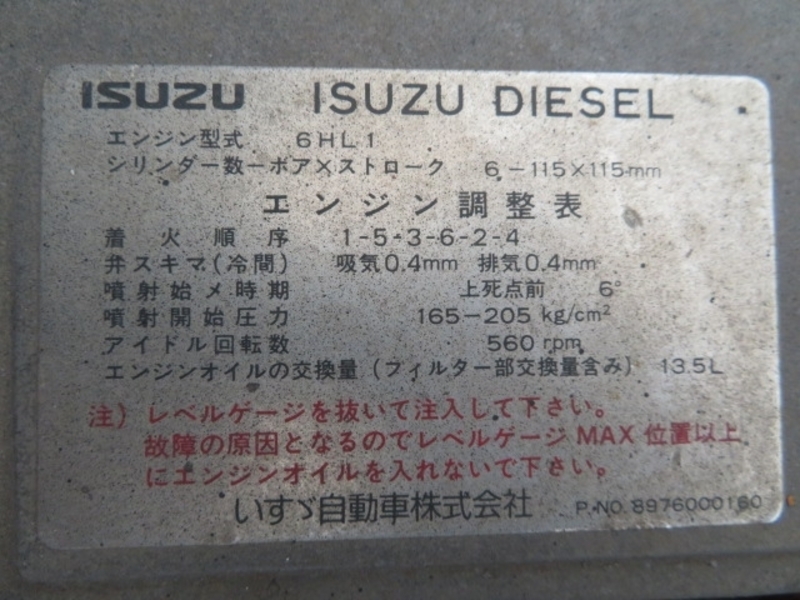 ISUZU ISUZU DIESEL
エンジン型式 6HL1
シリンダー数ーボア×ストローク 6-115×115mm
エンジン調整表
着火順序 1-5-3-6-2-4
弁スキマ(冷間) 吸気0.4mm 排気0.4mm
噴射始メ時期 上死点前 6°
噴射開始圧力 165-205 kg/cm²
アイドル回転数 560 rpm
エンジンオイルの交換量(フィルター部交換量含み) 13.5L
注)レベルゲージを抜いて注入して下さい。
故障の原因となるのでレベルゲージMAX位置以上
にエンジンオイルを入れないで下さい。
いすゞ自動車株式会社 P.NO.8976000160